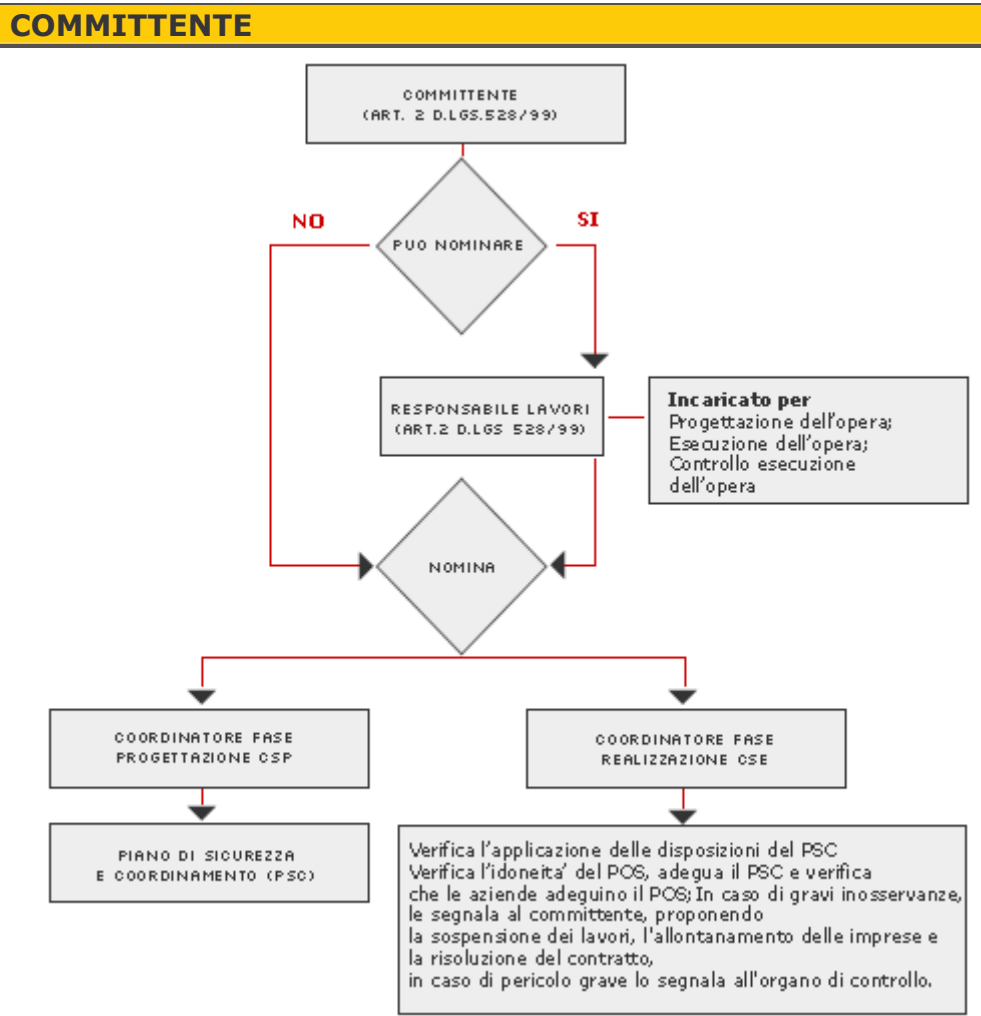 COMMITTENTE
COMMITTENTE
(ART. 2 D.LGS.528/99)
NO
SI
PUO NOMINARE
RESPONSABILE LAVORI
(ART.2 D.LGS 528/99)
Incaricato per
Progettazione dell'opera;
Esecuzione dell'opera;
Controllo esecuzione
dell'opera
NOMINA
COORDINATORE FASE
PROGETTAZIONE CSP
COORDINATORE FASE
REALIZZAZIONE CSE
PIANO DI SICUREZZA
E COORDINAMENTO (PSC)
Verifica l'applicazione delle disposizioni del PSC
Verifica l'idoneita' del POS, adegua il PSC e verifica
che le aziende adeguino il POS; In caso di gravi inosservanze,
le segnala al committente, proponendo
la sospensione dei lavori, l'allontanamento delle imprese e
la risoluzione del contratto,
in caso di pericolo grave lo segnala all'organo di controllo.